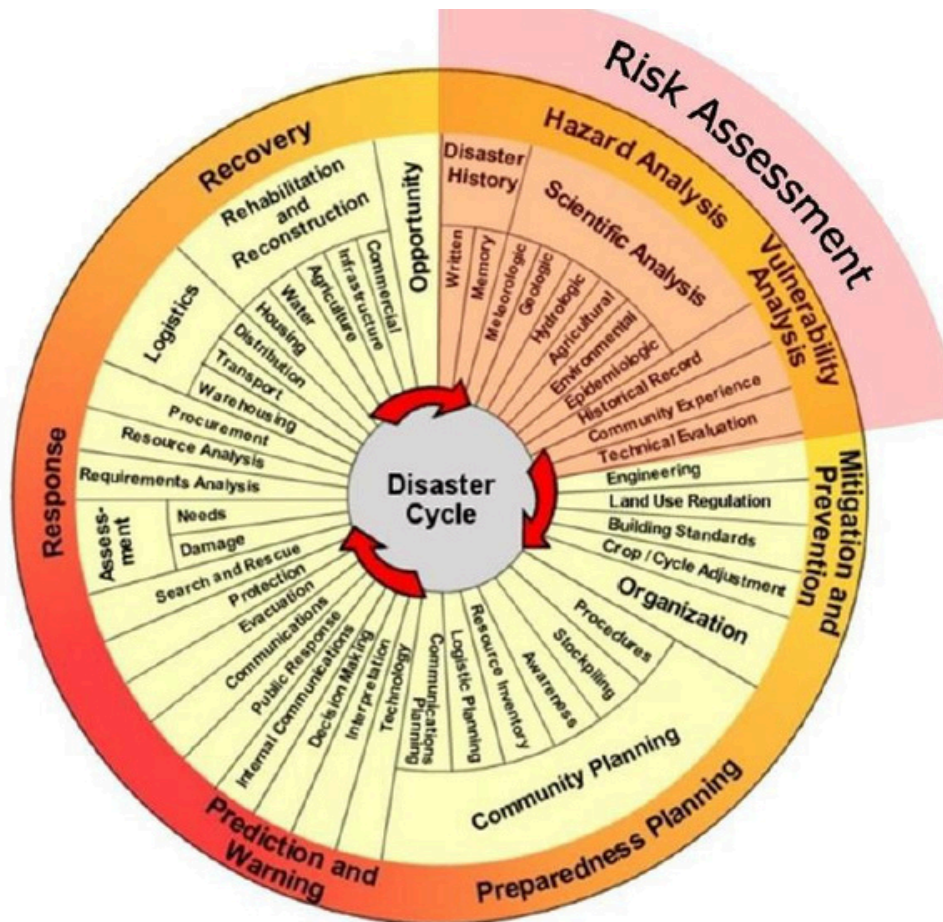 Risk Assessment
Hazard Analysis
Disaster
History
Written
Memory
Scientific Analysis
Meteorologic
Geologic
Hydrologic
Agricultural
Environmental
Epidemiologic
Vulnerability
Analysis
Historical Record
Community Experience
Technical Evaluation
Mitigation and
Prevention
Engineering
Land Use Regulation
Building Standards
Crop / Cycle Adjustment
Preparedness Planning
Organization
Community Planning
Procedures
Stockpiling
Awareness
Resource Inventory
Logistic Planning
Communications
Planning
Prediction and
Warning
Technology
Interpretation
Decision Making
Internal Communications
Public Response
Communications
Response
Evacuation
Protection
Search and Rescue
Assess-
ment
Damage
Needs
Requirements Analysis
Resource Analysis
Procurement
Logistics
Warehousing
Transport
Distribution
Recovery
Rehabilitation
and
Reconstruction
Housing
Water
Agriculture
Infrastructure
Commercial
Opportunity
Disaster
Cycle